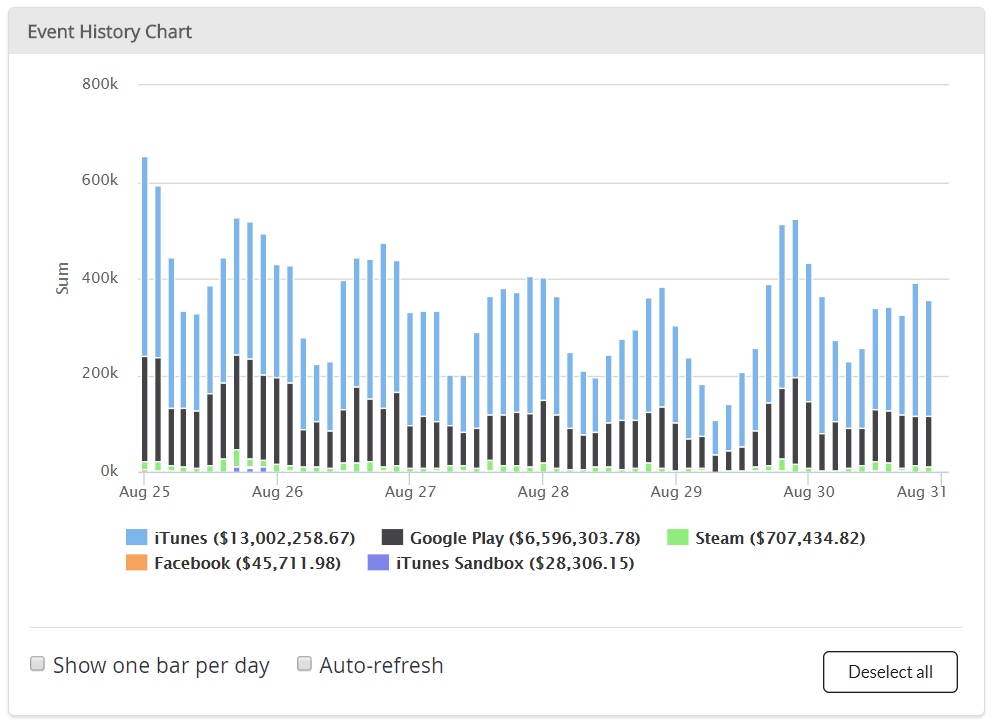 Event History Chart
800k
600k
400k
200k
0k
Sum
Aug 25 Aug 26 Aug 27 Aug 28 Aug 29 Aug 30 Aug 31
iTunes ($13,002,258.67) Google Play ($6,596,303.78) Steam ($707,434.82)
Facebook ($45,711.98) iTunes Sandbox ($28,306.15)
Show one bar per day Auto-refresh Deselect all